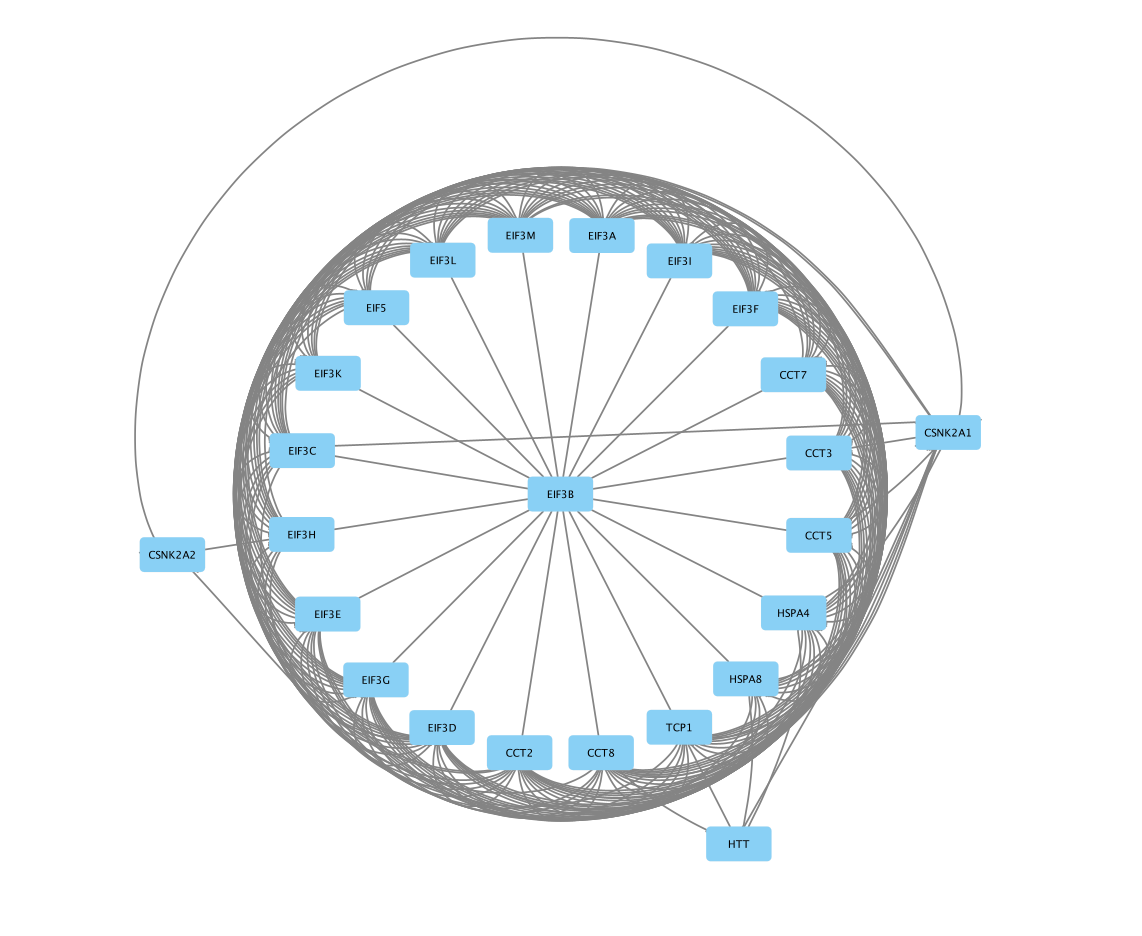 EIF3M
EIF3A
EIF3L
EIF3I
EIF5
EIF3F
EIF3K
CCT7
CSNK2A1
EIF3C
CCT3
EIF3B
EIF3H
CCT5
CSNK2A2
EIF3E
HSPA4
EIF3G
HSPA8
EIF3D
TCP1
CCT2
CCT8
HTT